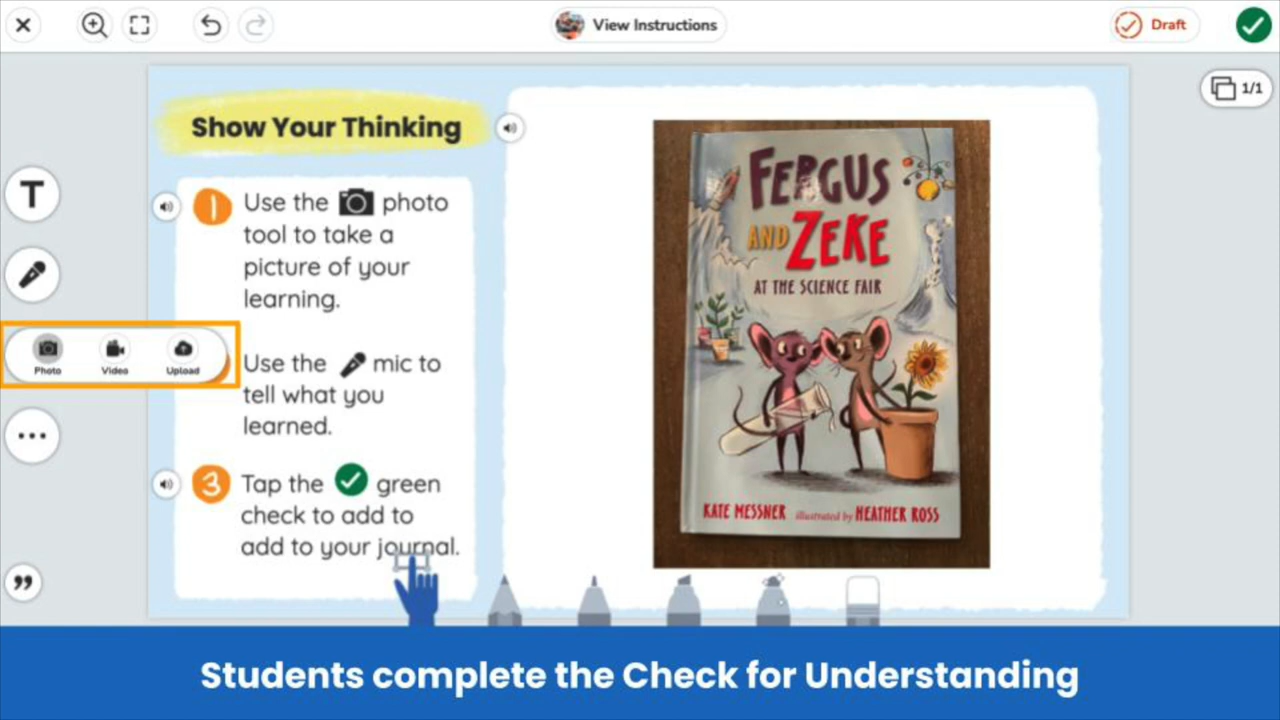 View Instructions
Draft
1/1
Show Your Thinking
1
Use the photo
tool to take a
picture of your
learning.
T
Photo
Video
Upload
Use the mic to
tell what you
learned.
3
Tap the green
check to add to
add to your journal.
FERGUS
AND ZEKE
AT THE SCIENCE FAIR
KATE MESSNER illustrated by HEATHER ROSS
Students complete the Check for Understanding